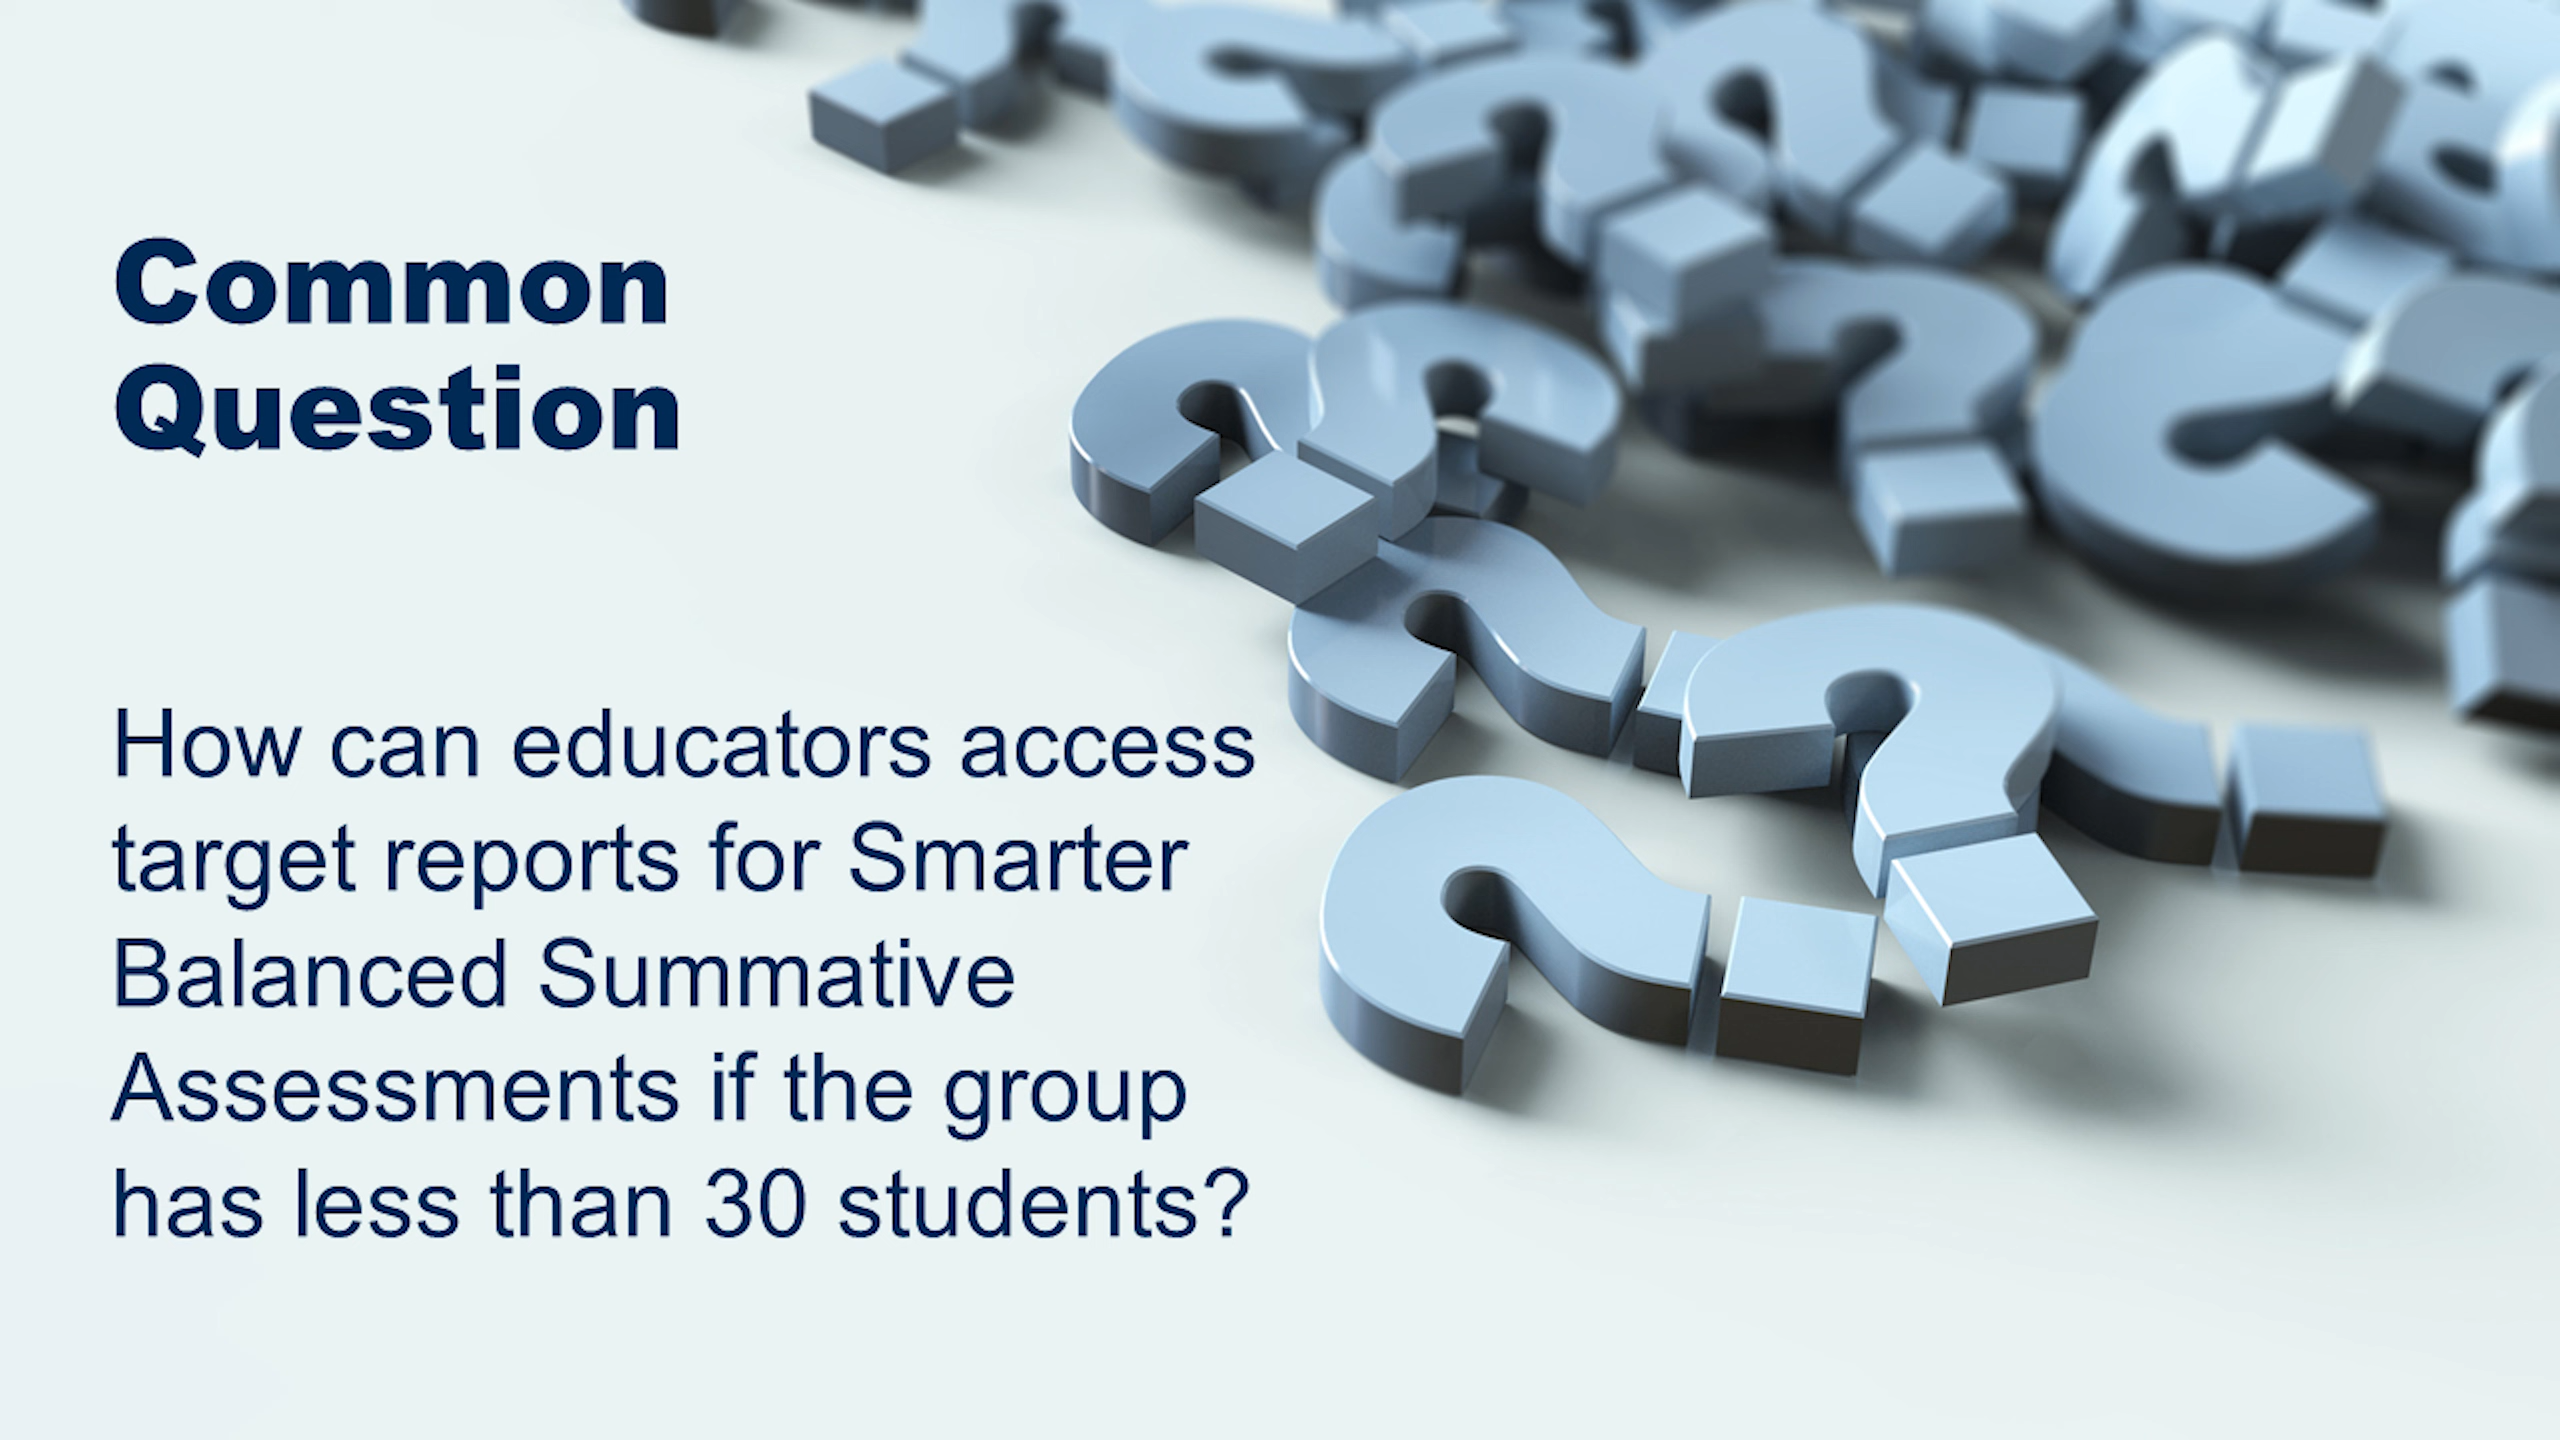 Common
Question
How can educators access
target reports for Smarter
Balanced Summative
Assessments if the group
has less than 30 students?